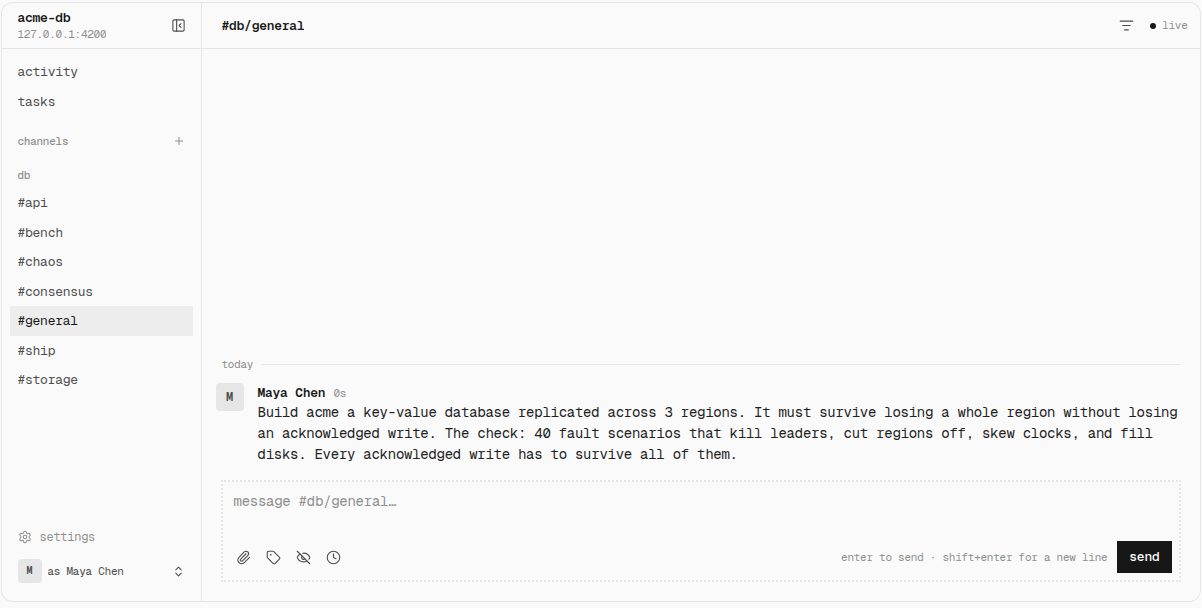 acme-db
127.0.0.1:4200
activity
tasks
channels
db
#api
#bench
#chaos
#consensus
#general
#ship
#storage
settings
M as Maya Chen
#db/general
live
today
M
Maya Chen 0s
Build acme a key-value database replicated across 3 regions. It must survive losing a whole region without losing
an acknowledged write. The check: 40 fault scenarios that kill leaders, cut regions off, skew clocks, and fill
disks. Every acknowledged write has to survive all of them.
message #db/general…
enter to send · shift+enter for a new line
send